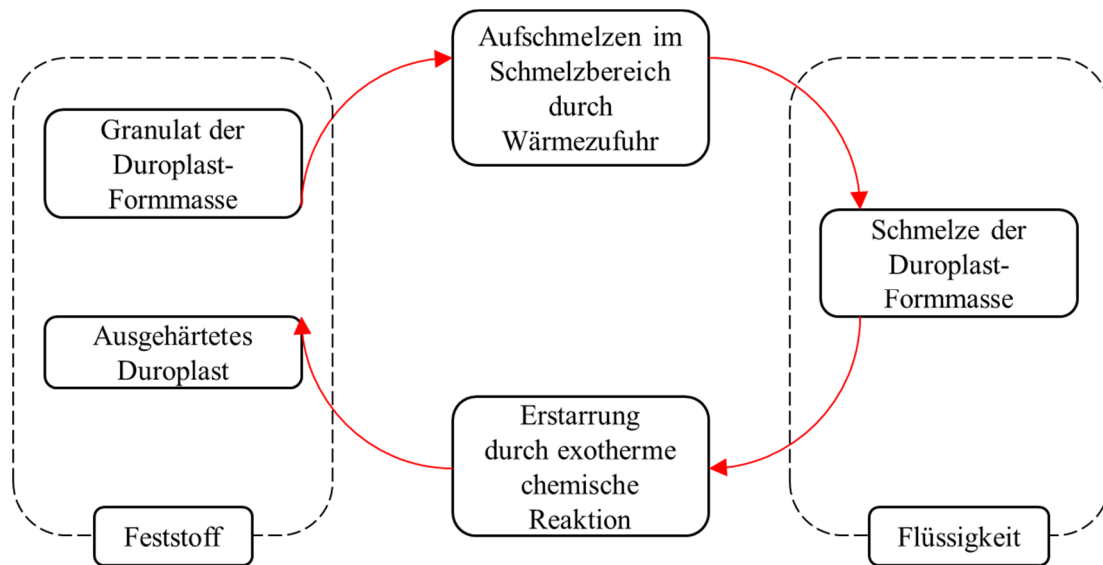 Aufschmelzen im
Schmelzbereich
durch
Wärmezufuhr
Granulat der
Duroplast-
Formmasse
Schmelze der
Duroplast-
Formmasse
Ausgehärtetes
Duroplast
Erstarrung
durch exotherme
chemische
Reaktion
Feststoff
Flüssigkeit